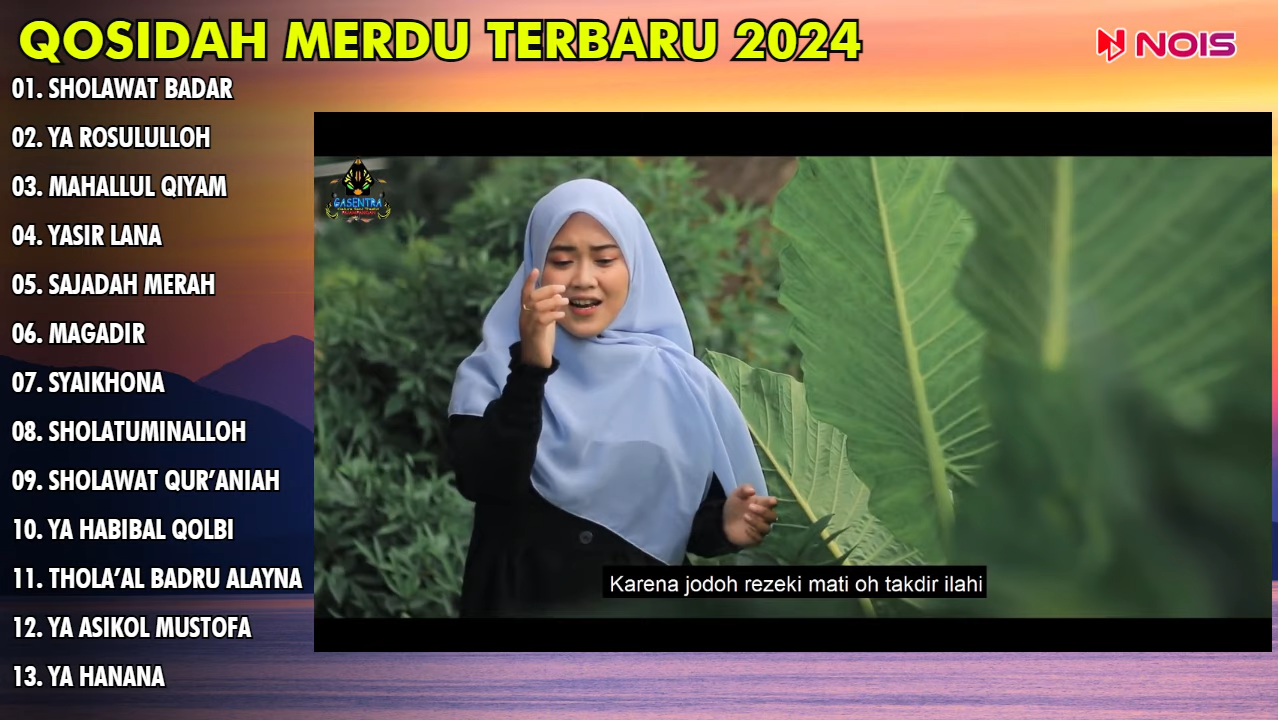 QOSIDAH MERDU TERBARU 2024
NOIS
01. SHOLAWAT BADAR
02. YA ROSULULLOH
03. MAHALLUL QIYAM
04. YASIR LANA
05. SAJADAH MERAH
06. MAGADIR
07. SYAIKHONA
08. SHOLATUMINALLOH
09. SHOLAWAT QUR’ANIAH
10. YA HABIBAL QOLBI
11. THOLA’AL BADRU ALAYNA
12. YA ASIKOL MUSTOFA
13. YA HANANA
GASENTRA
Karena jodoh rezeki mati oh takdir ilahi